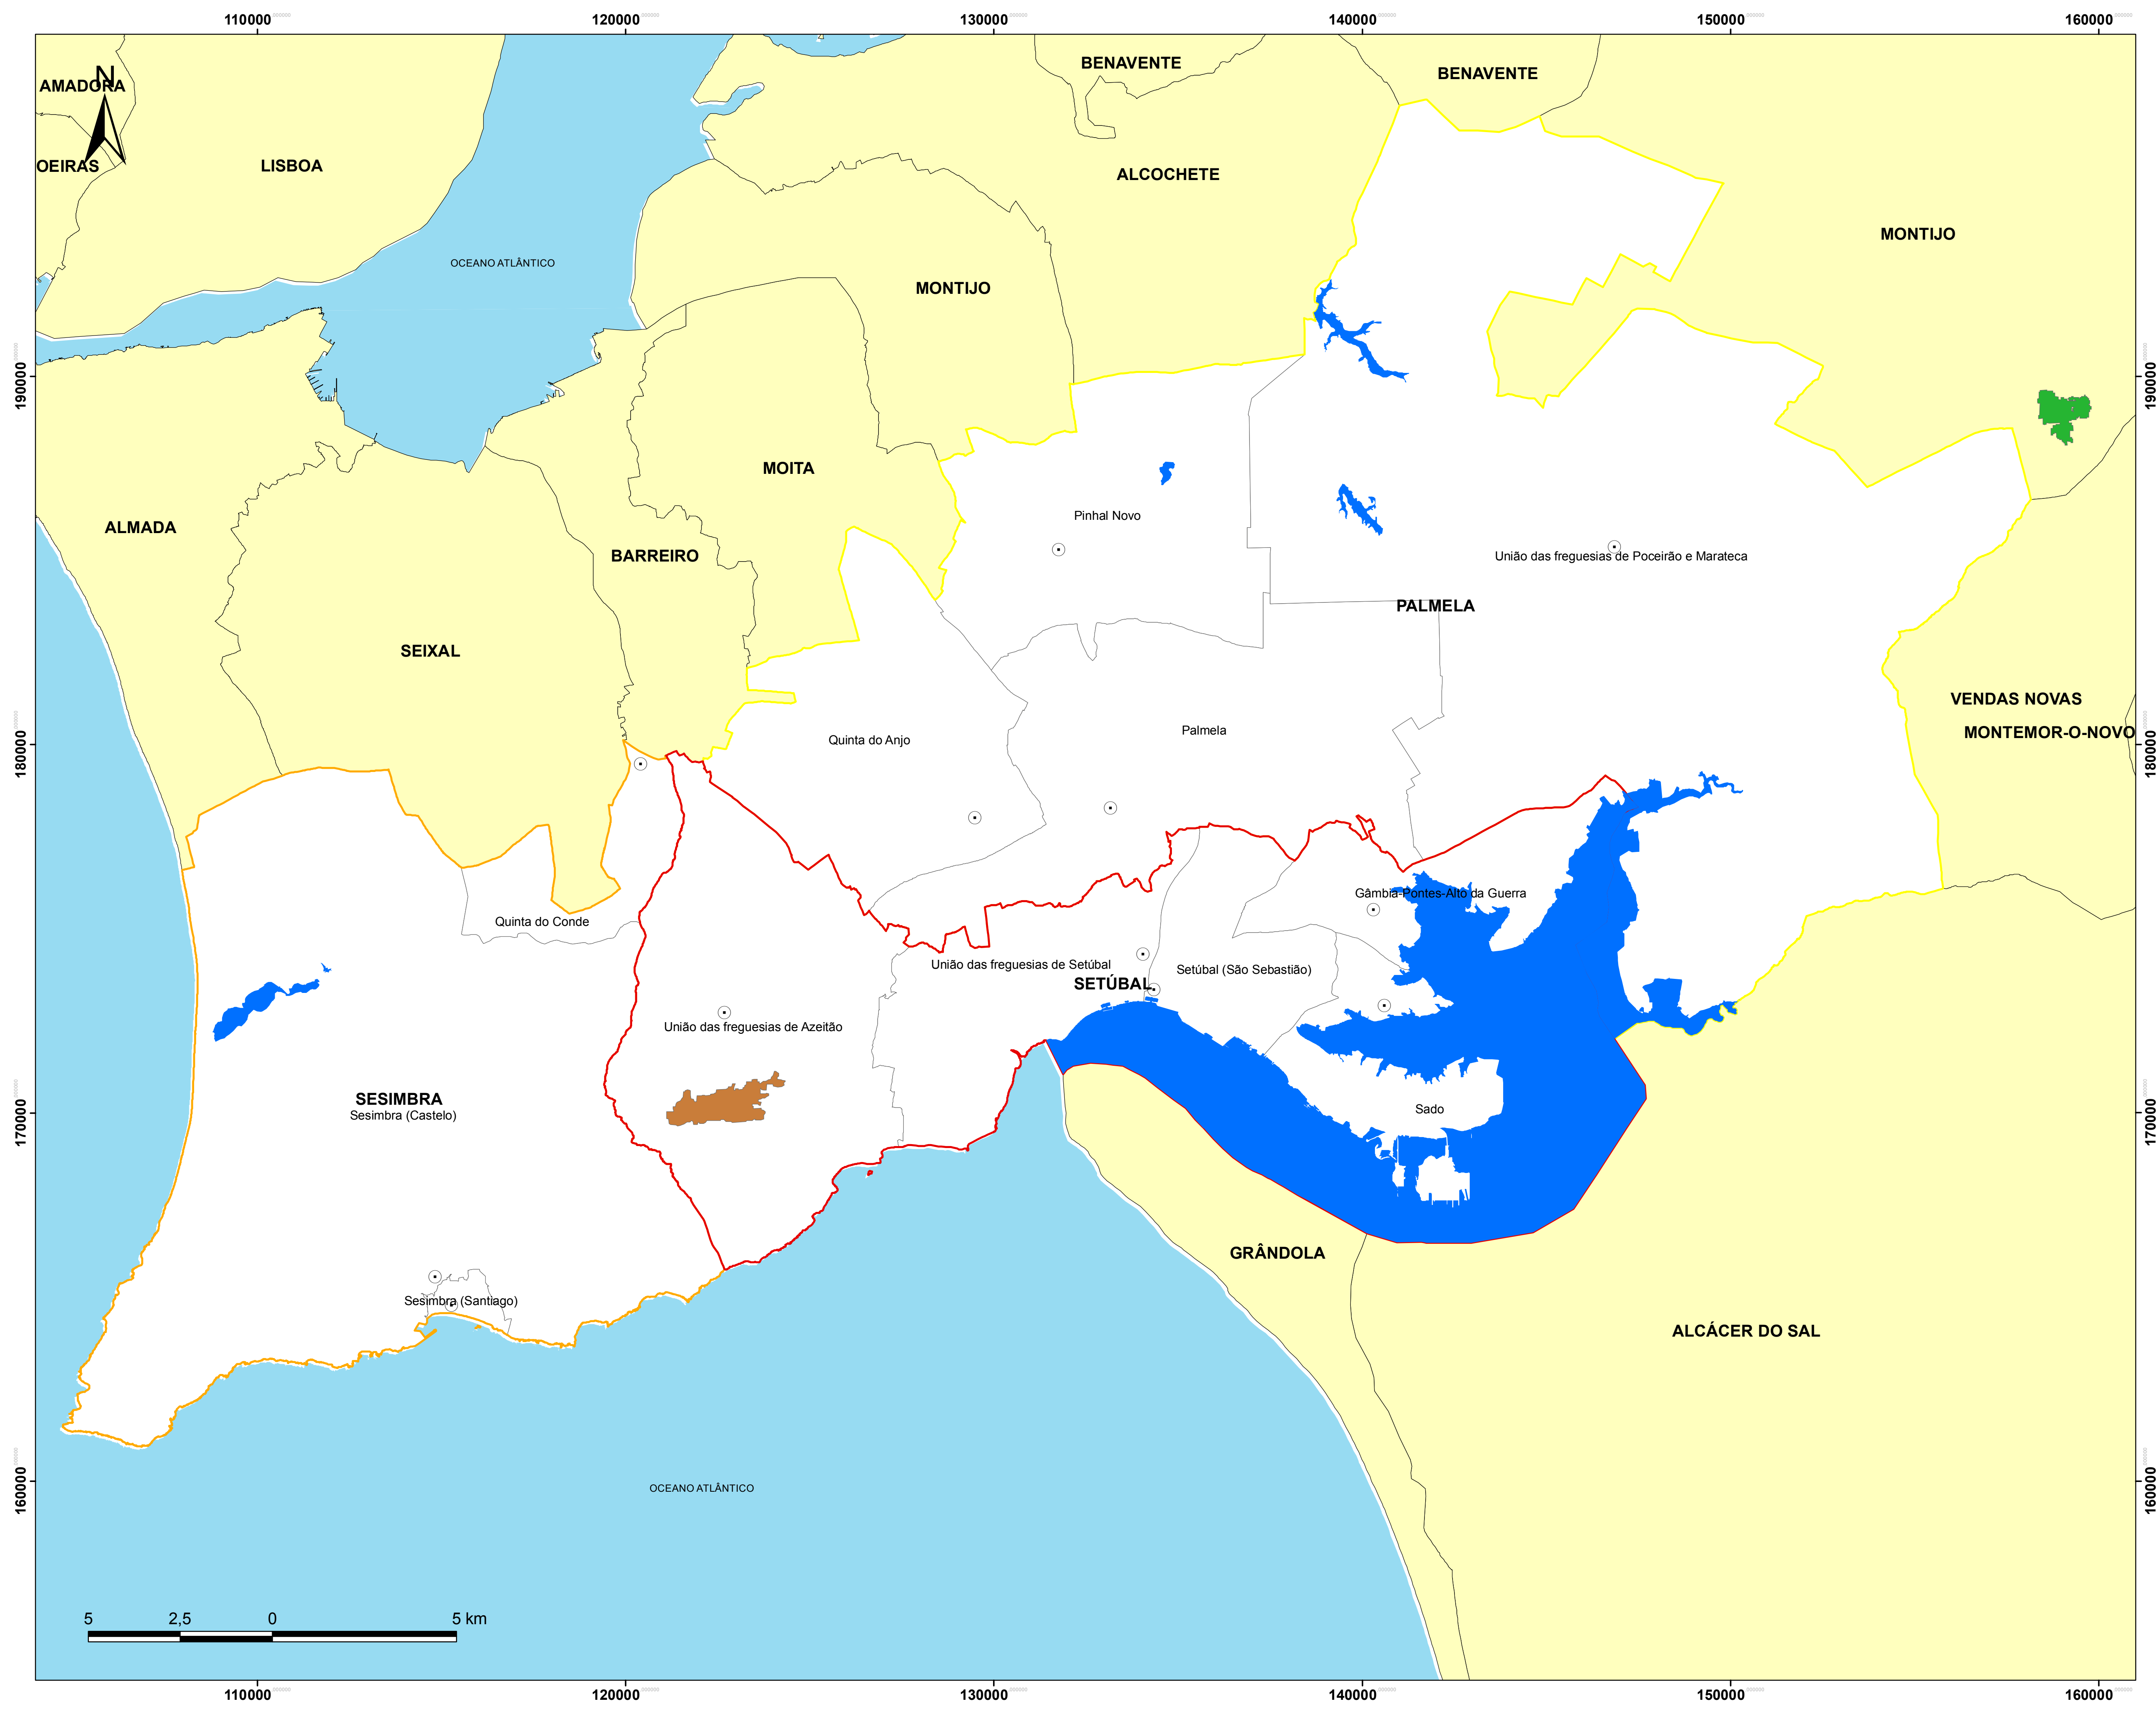 110000 120000 130000 140000 150000 160000
BENAVENTE
BENAVENTE
N
AMADORA
OEIRAS
LISBOA
ALCOCHETE
MONTIJO
OCEANO ATLÂNTICO
MONTIJO
190000
190000
MOITA
Pinhal Novo
ALMADA
BARREIRO
União das freguesias de Poceirão e Marateca
PALMELA
SEIXAL
VENDAS NOVAS
MONTEMOR-O-NOVO
Palmela
Quinta do Anjo
180000
180000
Gâmbia-Pontes-Alto da Guerra
Quinta do Conde
União das freguesias de Setúbal
Setúbal (São Sebastião)
SETÚBAL
União das freguesias de Azeitão
SESIMBRA
Sesimbra (Castelo)
Sado
170000
170000
GRÂNDOLA
Sesimbra (Santiago)
ALCÁCER DO SAL
OCEANO ATLÂNTICO
160000
160000
5 2,5 0 5 km
110000 120000 130000 140000 150000 160000